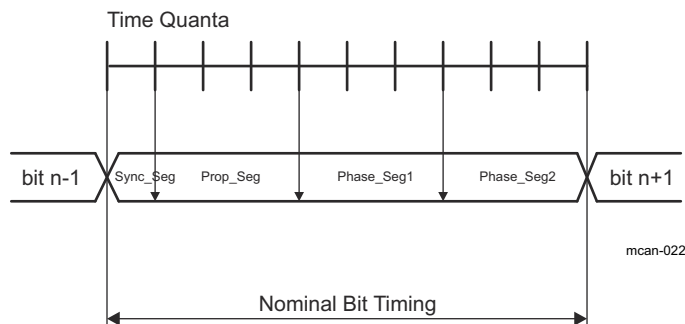 Time Quanta
bit n-1 Sync_Seg Prop_Seg Phase_Seg1 Phase_Seg2 bit n+1
mcan-022
Nominal Bit Timing